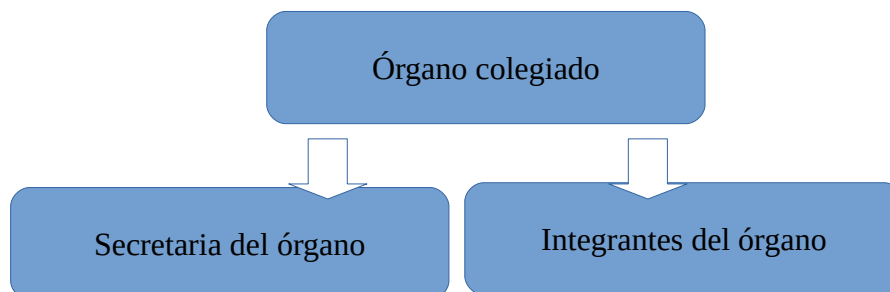 Órgano colegiado
Secretaria del órgano
Integrantes del órgano